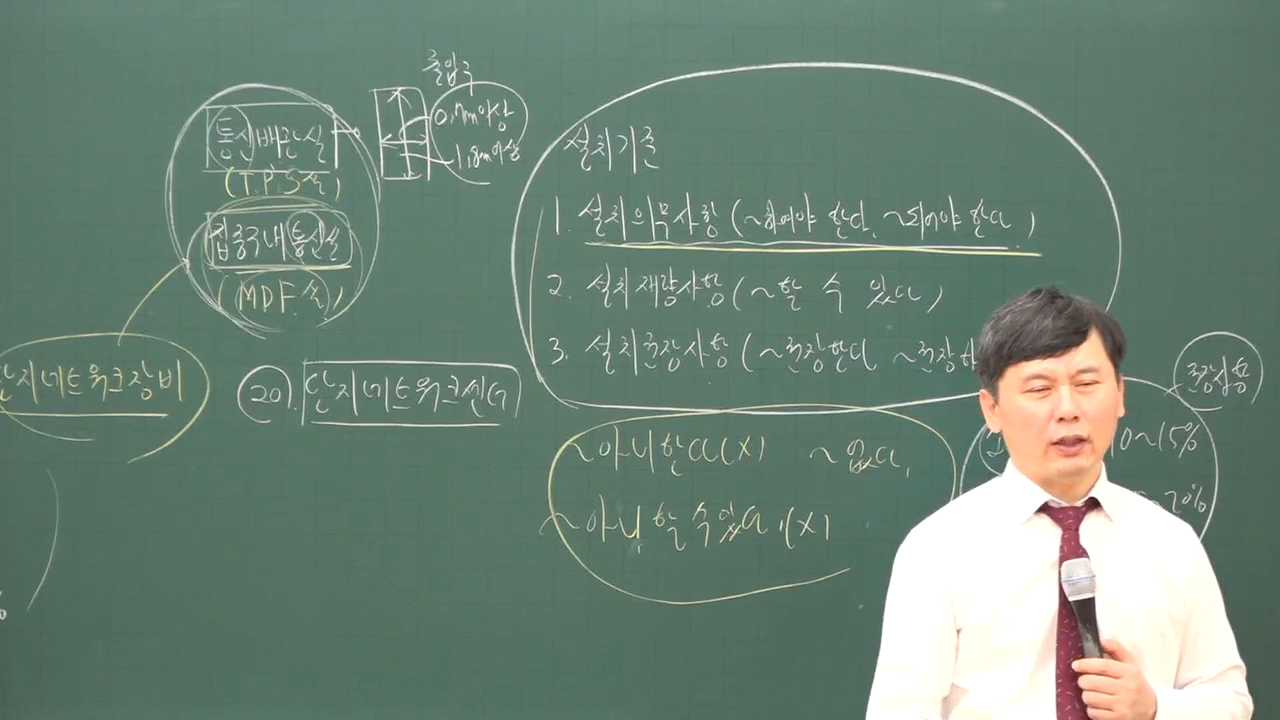 출입구
0.7m이상
1.8m이상
통신배관실
(T.P.S실)
집중구내통신실
(MDF실)
단지네트워크장비
20). 단지네트워크센터
설치기준
1. 설치의무사항 (~하여야 한다, ~되어야 한다.)
2. 설치재량사항 (~할 수 있다)
3. 설치권장사항 (~권장한다 ~권장하
~아니한다(X) ~없다.
~아니할 수 있다.(X)
0~15%
20%
%